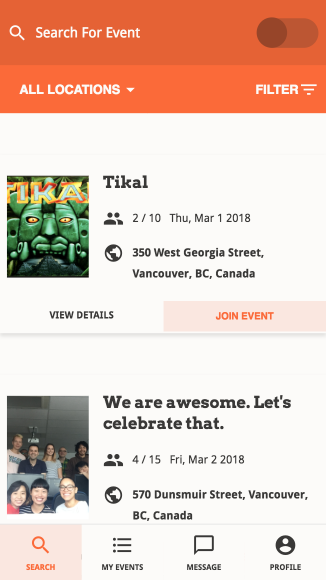 Search For Event
ALL LOCATIONS
FILTER
TIKAL
Tikal
2 / 10 Thu, Mar 1 2018
350 West Georgia Street,
Vancouver, BC, Canada
VIEW DETAILS
JOIN EVENT
We are awesome. Let's
celebrate that.
4 / 15 Fri, Mar 2 2018
570 Dunsmuir Street, Vancouver,
BC, Canada
SEARCH
MY EVENTS
MESSAGE
PROFILE